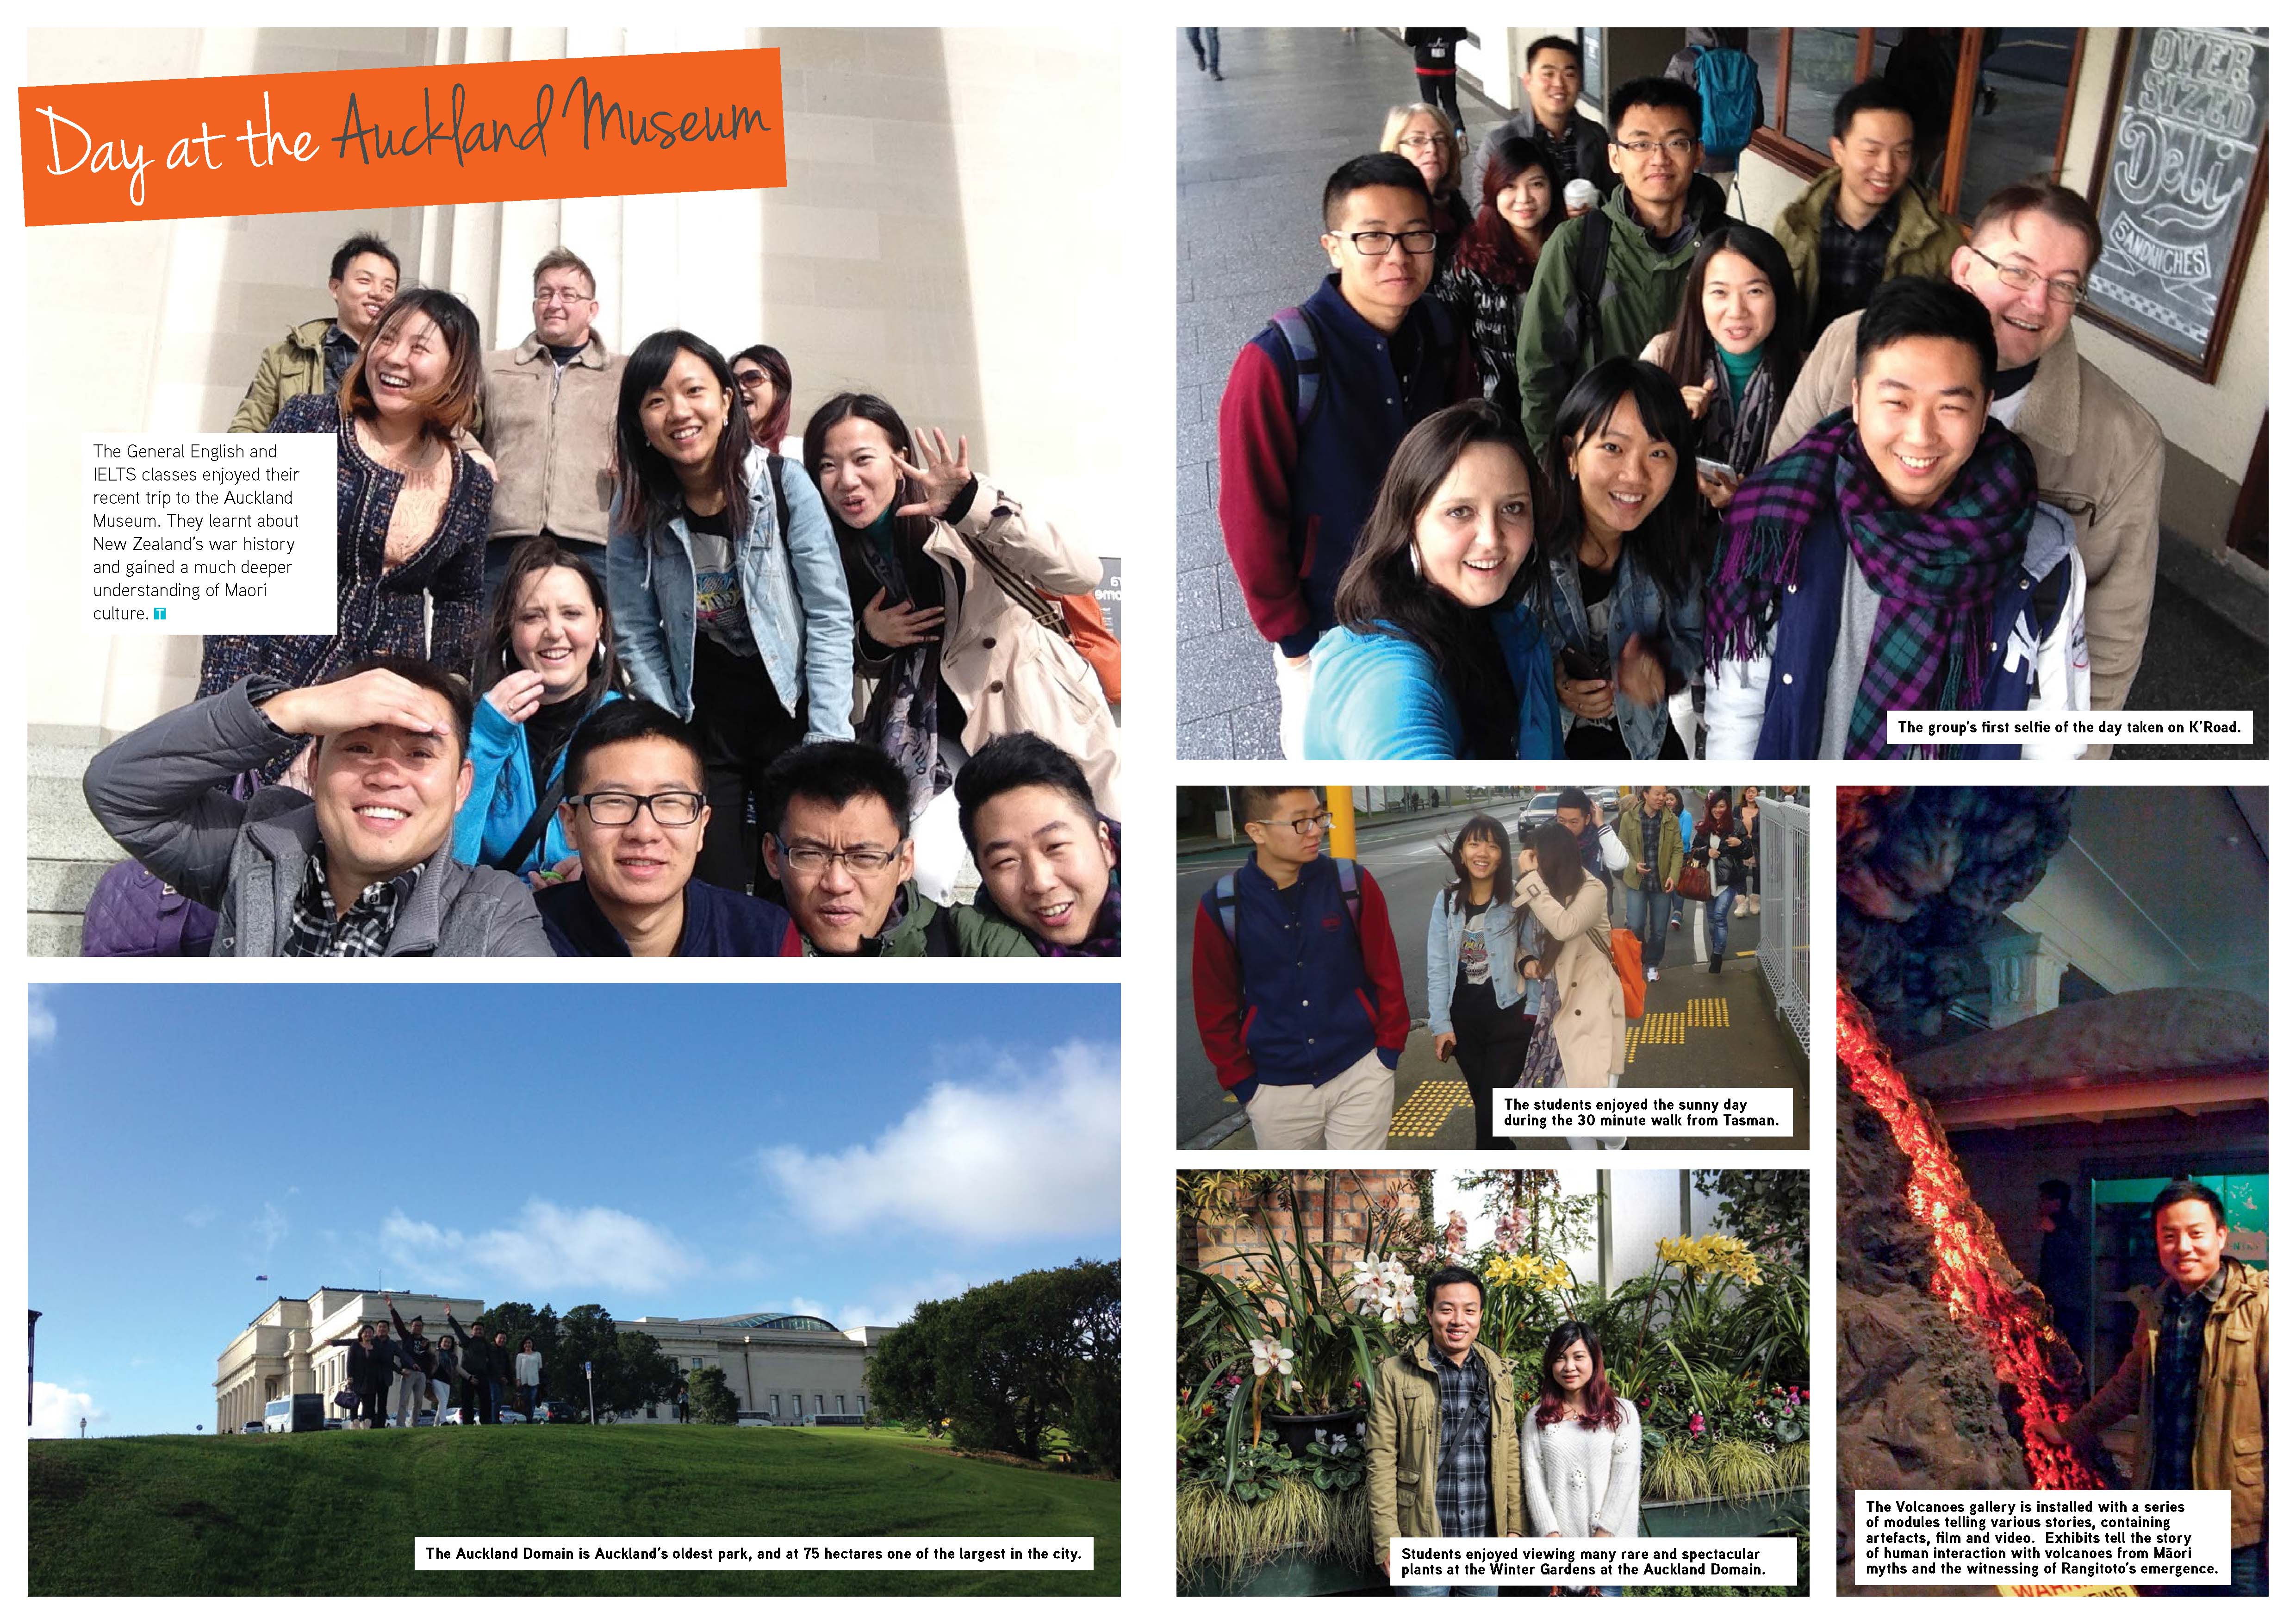 Day at the Auckland Museum
The General English and
IELTS classes enjoyed their
recent trip to the Auckland
Museum. They learnt about
New Zealand's war history
and gained a much deeper
understanding of Maori
culture. T
The Auckland Domain is Auckland's oldest park, and at 75 hectares one of the largest in the city.
OVER
SIZED
Deli
SANDWICHES
The group's first selfie of the day taken on K'Road.
The students enjoyed the sunny day
during the 30 minute walk from Tasman.
Students enjoyed viewing many rare and spectacular
plants at the Winter Gardens at the Auckland Domain.
The Volcanoes gallery is installed with a series
of modules telling various stories, containing
artefacts, film and video.  Exhibits tell the story
of human interaction with volcanoes from Māori
myths and the witnessing of Rangitoto's emergence.